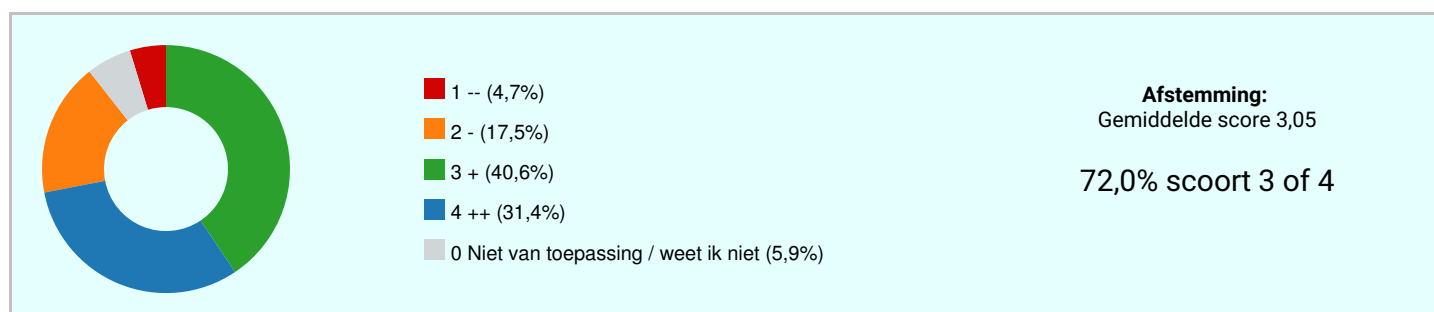 1 -- (4,7%)
2 - (17,5%)
3 + (40,6%)
4 ++ (31,4%)
0 Niet van toepassing / weet ik niet (5,9%)
Afstemming:
Gemiddelde score 3,05
72,0% scoort 3 of 4